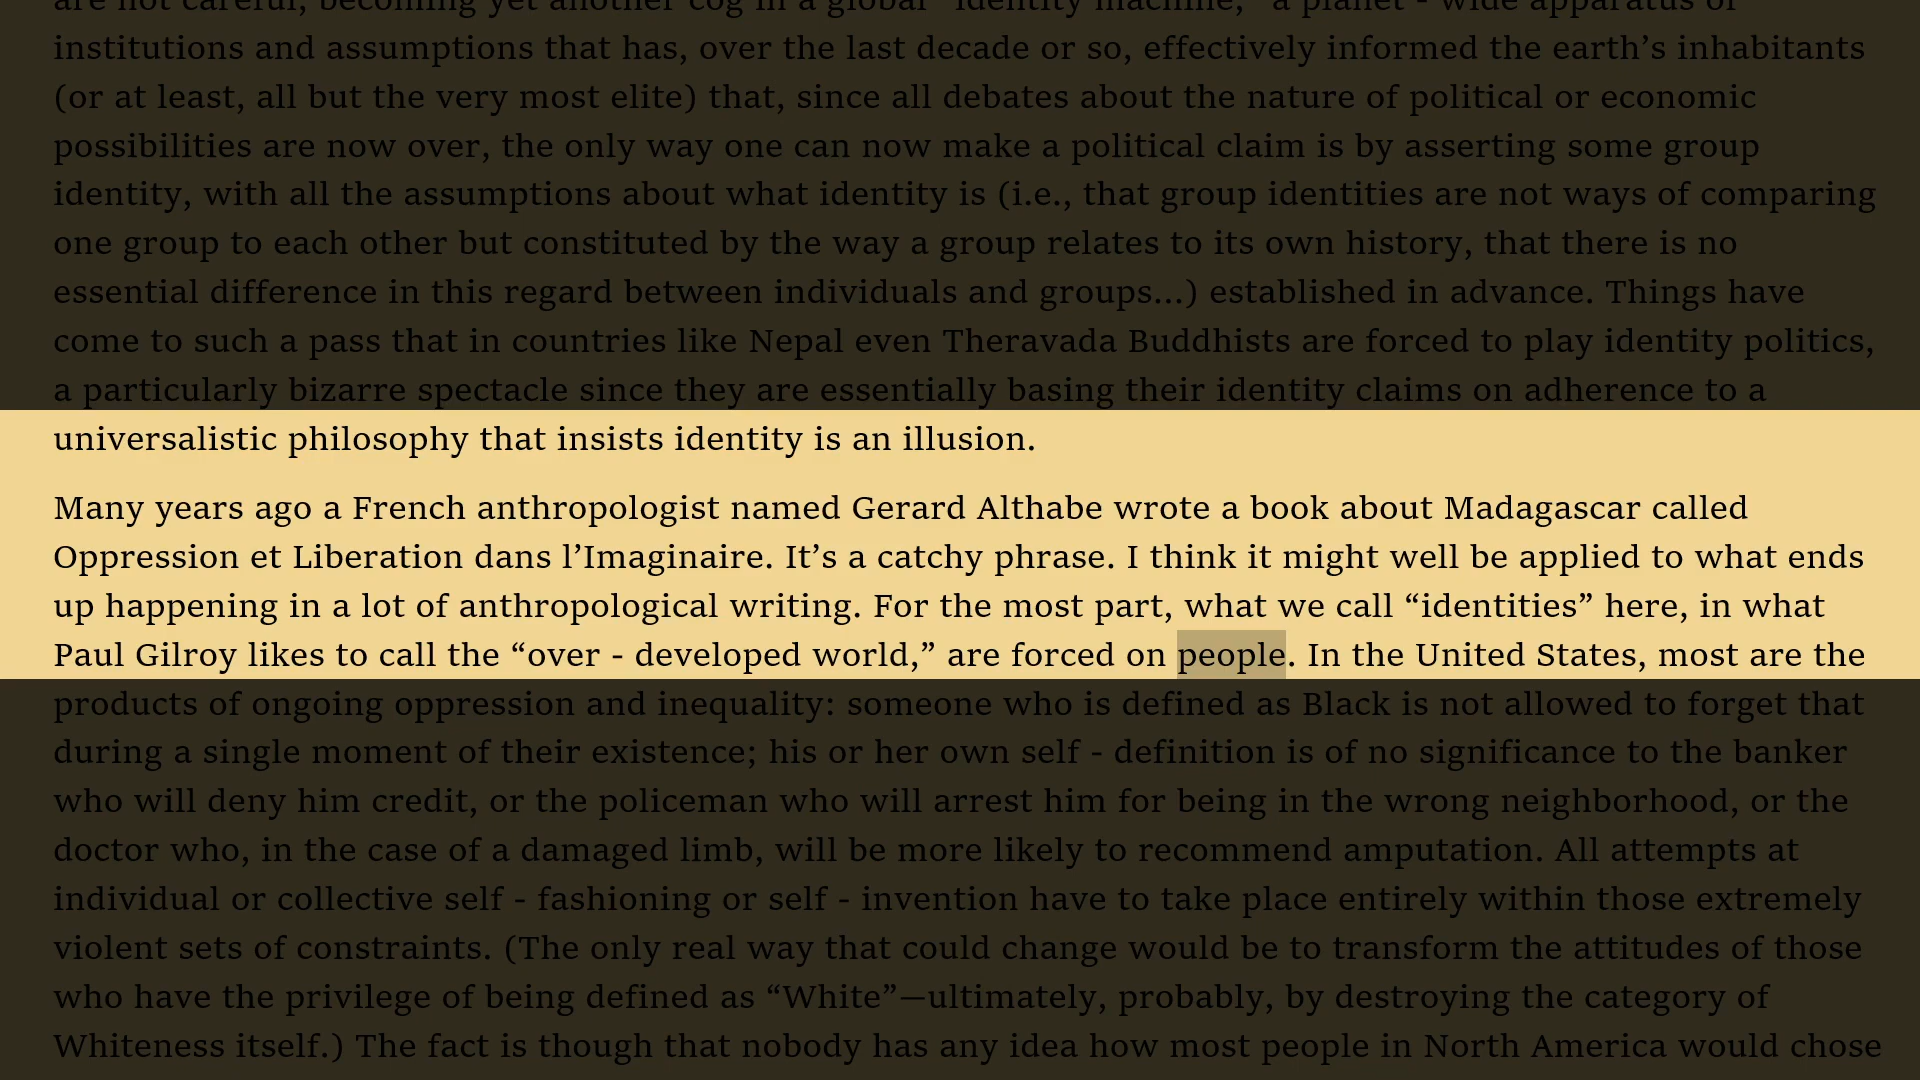 are not careful, becoming yet another cog in a global “identity machine,” a planet - wide apparatus of
institutions and assumptions that has, over the last decade or so, effectively informed the earth’s inhabitants
(or at least, all but the very most elite) that, since all debates about the nature of political or economic
possibilities are now over, the only way one can now make a political claim is by asserting some group
identity, with all the assumptions about what identity is (i.e., that group identities are not ways of comparing
one group to each other but constituted by the way a group relates to its own history, that there is no
essential difference in this regard between individuals and groups…) established in advance. Things have
come to such a pass that in countries like Nepal even Theravada Buddhists are forced to play identity politics,
a particularly bizarre spectacle since they are essentially basing their identity claims on adherence to a
universalistic philosophy that insists identity is an illusion.
Many years ago a French anthropologist named Gerard Althabe wrote a book about Madagascar called
Oppression et Liberation dans l’Imaginaire. It’s a catchy phrase. I think it might well be applied to what ends
up happening in a lot of anthropological writing. For the most part, what we call “identities” here, in what
Paul Gilroy likes to call the “over - developed world,” are forced on people. In the United States, most are the
products of ongoing oppression and inequality: someone who is defined as Black is not allowed to forget that
during a single moment of their existence; his or her own self - definition is of no significance to the banker
who will deny him credit, or the policeman who will arrest him for being in the wrong neighborhood, or the
doctor who, in the case of a damaged limb, will be more likely to recommend amputation. All attempts at
individual or collective self - fashioning or self - invention have to take place entirely within those extremely
violent sets of constraints. (The only real way that could change would be to transform the attitudes of those
who have the privilege of being defined as “White”—ultimately, probably, by destroying the category of
Whiteness itself.) The fact is though that nobody has any idea how most people in North America would chose